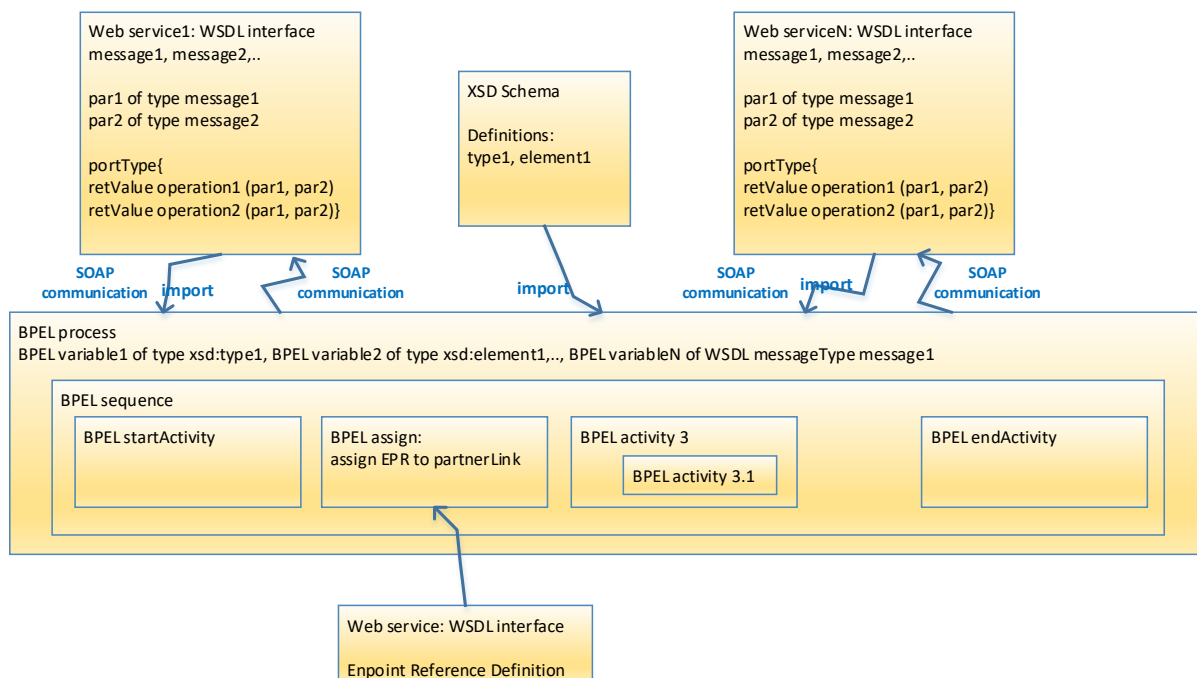 Web service1: WSDL interface
message1, message2,..
par1 of type message1
par2 of type message2
portType{
retValue operation1 (par1, par2)
retValue operation2 (par1, par2)}
XSD Schema
Definitions:
type1, element1
Web serviceN: WSDL interface
message1, message2,..
par1 of type message1
par2 of type message2
portType{
retValue operation1 (par1, par2)
retValue operation2 (par1, par2)}
SOAP
communication
import
SOAP
communication
import
SOAP
communication
import
SOAP
communication
BPEL process
BPEL variable1 of type xsd:type1, BPEL variable2 of type xsd:element1,.., BPEL variableN of WSDL messageType message1
BPEL sequence
BPEL startActivity
BPEL assign:
assign EPR to partnerLink
BPEL activity 3
BPEL activity 3.1
BPEL endActivity
Web service: WSDL interface
Enpoint Reference Definition